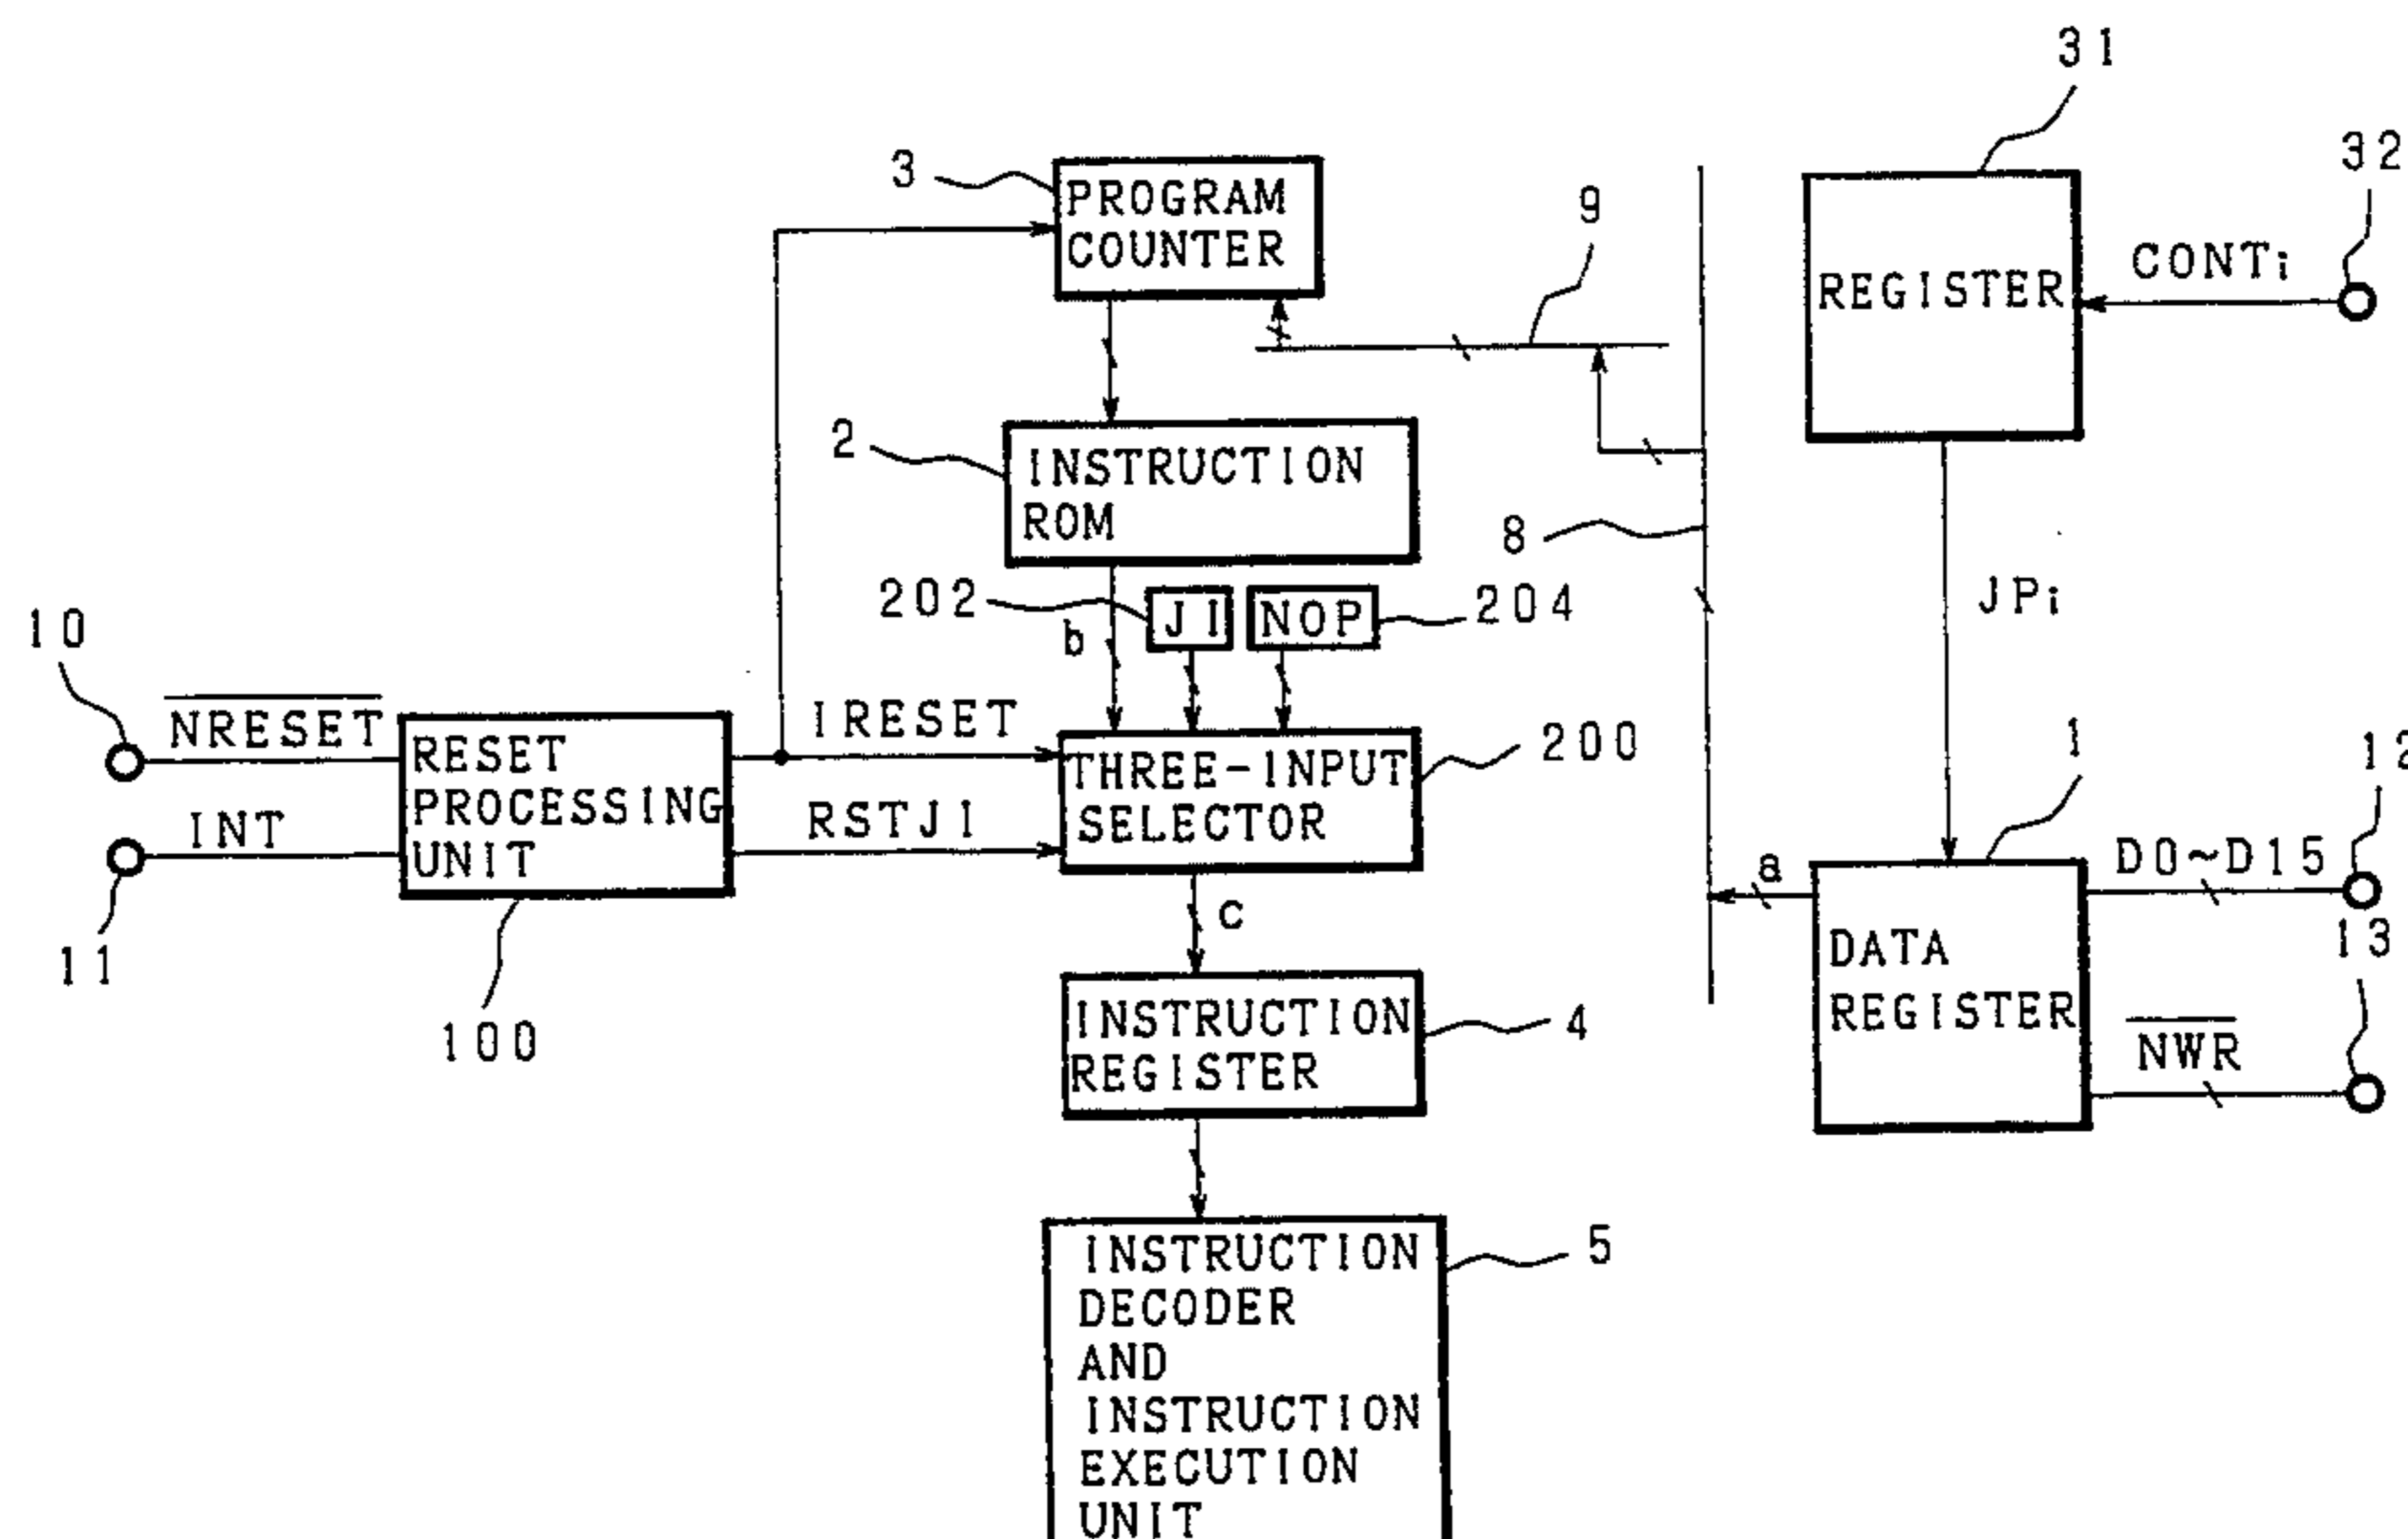 31
32
3
PROGRAM
COUNTER
9
REGISTER
CONTi
2
INSTRUCTION
ROM
8
202
JI
NOP
204
b
JPi
10
NRESET
INT
11
RESET
PROCESSING
UNIT
100
IRESET
RSTJI
THREE-INPUT
SELECTOR
200
c
1
12
D0~D15
a
13
DATA
REGISTER
NWR
INSTRUCTION
REGISTER
4
INSTRUCTION
DECODER
AND
INSTRUCTION
EXECUTION
UNIT
5